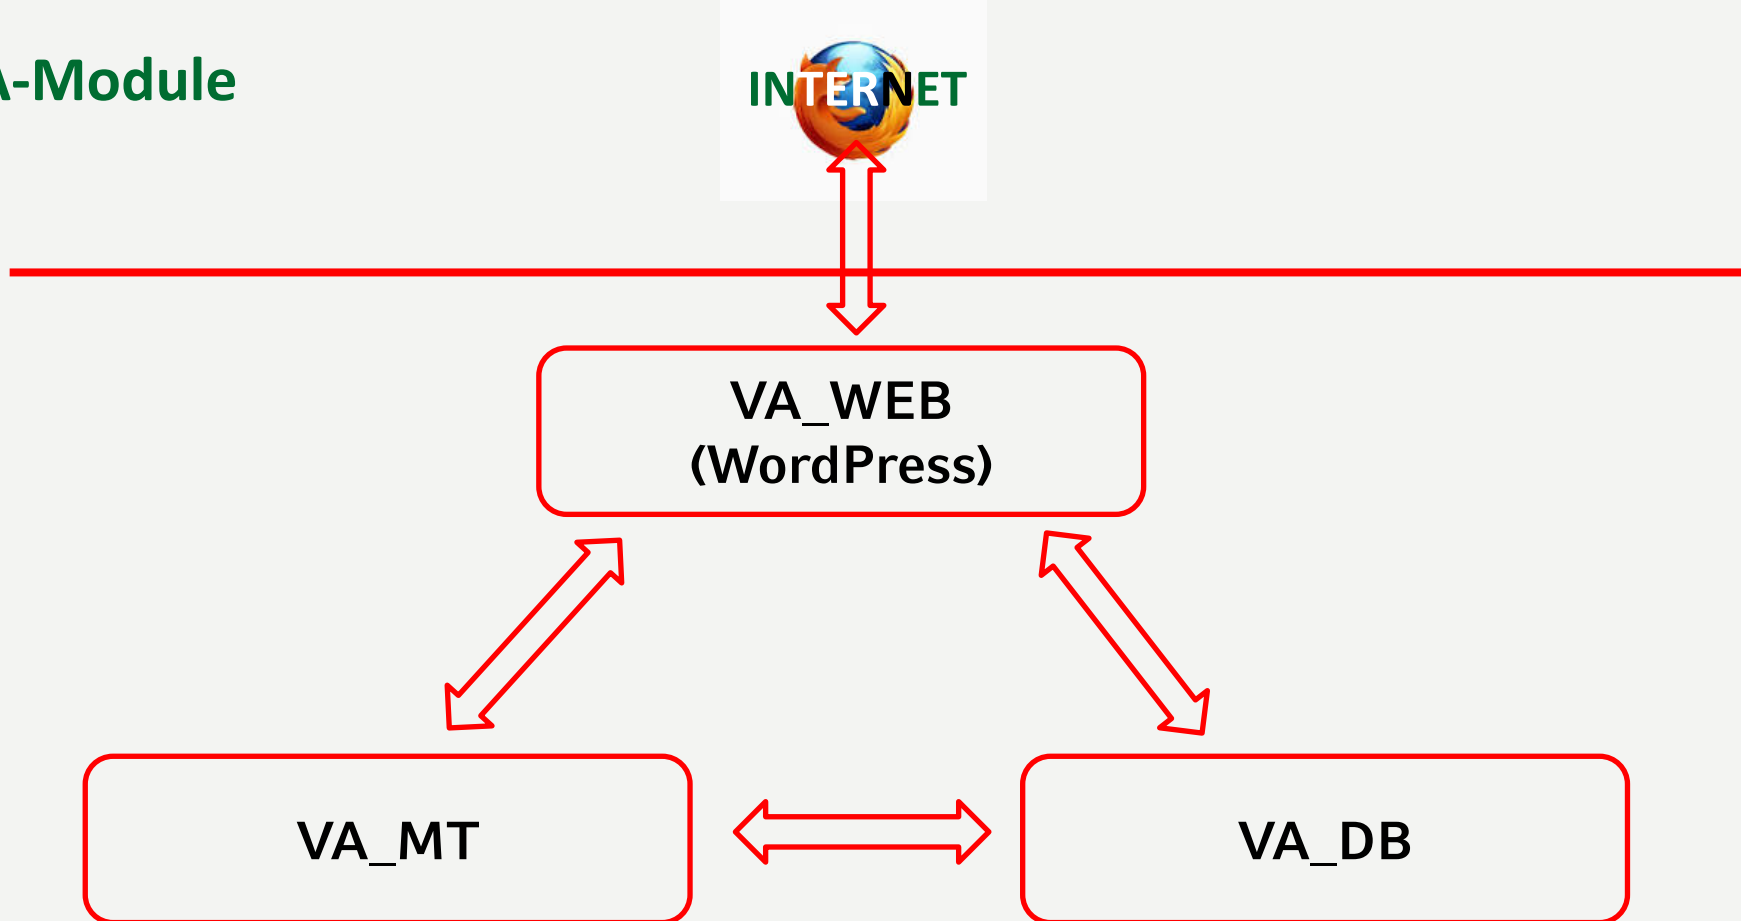 A-Module
INTERNET
VA_WEB
(WordPress)
VA_MT
VA_DB